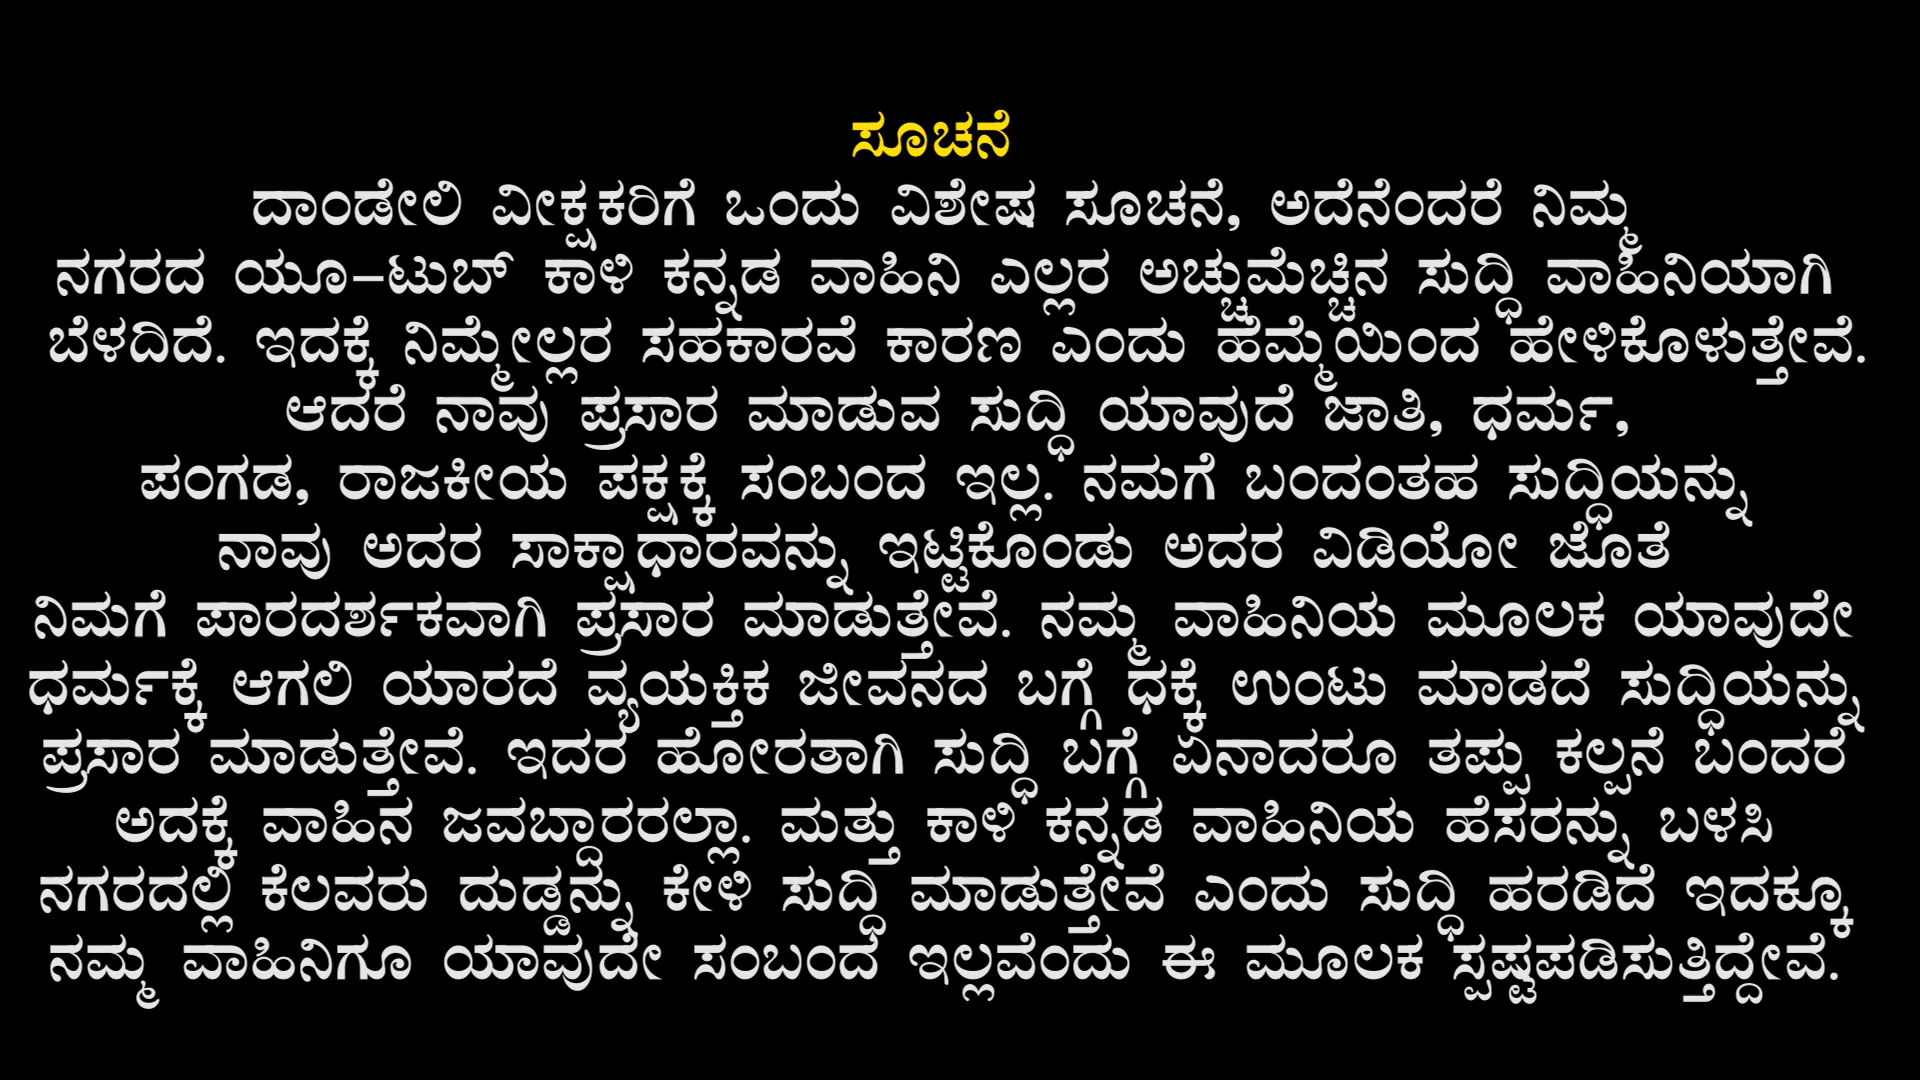 ಸೂಚನೆ
ದಾಂಡೇಲಿ ವೀಕ್ಷಕರಿಗೆ ಒಂದು ವಿಶೇಷ ಸೂಚನೆ, ಅದೆನೆಂದರೆ ನಿಮ್ಮ
ನಗರದ ಯೂ-ಟುಬ್ ಕಾಳಿ ಕನ್ನಡ ವಾಹಿನಿ ಎಲ್ಲರ ಅಚ್ಚುಮೆಚ್ಚಿನ ಸುದ್ಧಿ ವಾಹಿನಿಯಾಗಿ
ಬೆಳದಿದೆ. ಇದಕ್ಕೆ ನಿಮ್ಮೇಲ್ಲರ ಸಹಕಾರವೆ ಕಾರಣ ಎಂದು ಹೆಮ್ಮೆಯಿಂದ ಹೇಳಿಕೊಳುತ್ತೇವೆ.
ಆದರೆ ನಾವು ಪ್ರಸಾರ ಮಾಡುವ ಸುದ್ಧಿ ಯಾವುದೆ ಜಾತಿ, ಧರ್ಮ,
ಪಂಗಡ, ರಾಜಕೀಯ ಪಕ್ಷಕ್ಕೆ ಸಂಬಂದ ಇಲ್ಲ. ನಮಗೆ ಬಂದಂತಹ ಸುದ್ಧಿಯನ್ನು
ನಾವು ಅದರ ಸಾಕ್ಷಾಧಾರವನ್ನು ಇಟ್ಟಿಕೊಂಡು ಅದರ ವಿಡಿಯೋ ಜೊತೆ
ನಿಮಗೆ ಪಾರದರ್ಶಕವಾಗಿ ಪ್ರಸಾರ ಮಾಡುತ್ತೇವೆ. ನಮ್ಮ ವಾಹಿನಿಯ ಮೂಲಕ ಯಾವುದೇ
ಧರ್ಮಕ್ಕೆ ಆಗಲಿ ಯಾರದೆ ವ್ಯಯಕ್ತಿಕ ಜೀವನದ ಬಗ್ಗೆ ಧಕ್ಕೆ ಉಂಟು ಮಾಡದೆ ಸುದ್ಧಿಯನ್ನು
ಪ್ರಸಾರ ಮಾಡುತ್ತೇವೆ. ಇದರ ಹೋರತಾಗಿ ಸುದ್ಧಿ ಬಗ್ಗೆ ಏನಾದರೂ ತಪ್ಪು ಕಲ್ಪನೆ ಬಂದರೆ
ಅದಕ್ಕೆ ವಾಹಿನ ಜವಬ್ದಾರರಲ್ಲಾ. ಮತ್ತು ಕಾಳಿ ಕನ್ನಡ ವಾಹಿನಿಯ ಹೆಸರನ್ನು ಬಳಸಿ
ನಗರದಲ್ಲಿ ಕೆಲವರು ದುಡ್ಡನ್ನು ಕೇಳಿ ಸುದ್ಧಿ ಮಾಡುತ್ತೇವೆ ಎಂದು ಸುದ್ಧಿ ಹರಡಿದೆ ಇದಕ್ಕೂ
ನಮ್ಮ ವಾಹಿನಿಗೂ ಯಾವುದೇ ಸಂಬಂದ ಇಲ್ಲವೆಂದು ಈ ಮೂಲಕ ಸ್ಪಷ್ಟಪಡಿಸುತ್ತಿದ್ದೇವೆ.